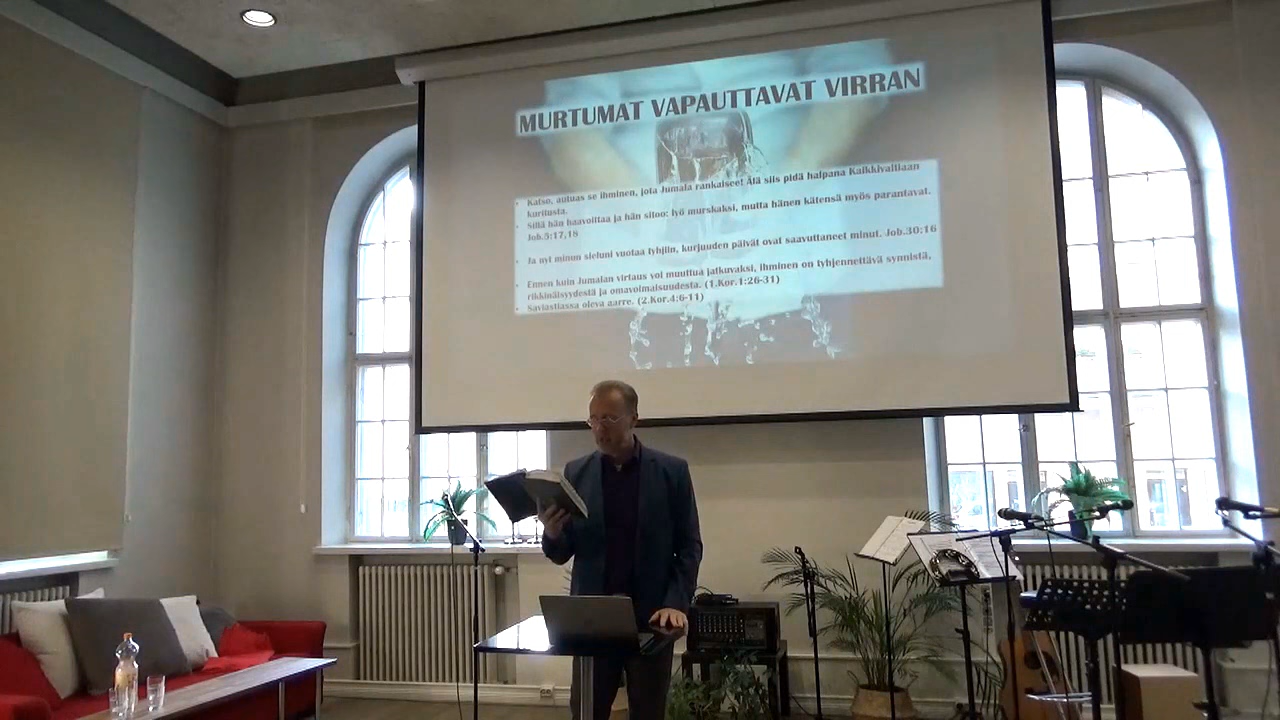 MURTUMAT VAPAUTTAVAT VIRRAN
• Katso, autuas se ihminen, jota Jumala rankaisee! Älä siis pidä halpana Kaikkivaltiaan
kuritusta.
• Sillä hän haavoittaa ja hän sitoo; lyö murskaksi, mutta hänen kätensä myös parantavat.
Job.5:17,18
• Ja nyt minun sieluni vuotaa tyhjiin, kurjuuden päivät ovat saavuttaneet minut. Job.30:16
• Ennen kuin Jumalan virtaus voi muuttua jatkuvaksi, ihminen on tyhjennettävä synnistä,
rikkinäisyydestä ja omavoimaisuudesta. (1.Kor.1:26-31)
• Saviastiassa oleva aarre. (2.Kor.4:6-11)